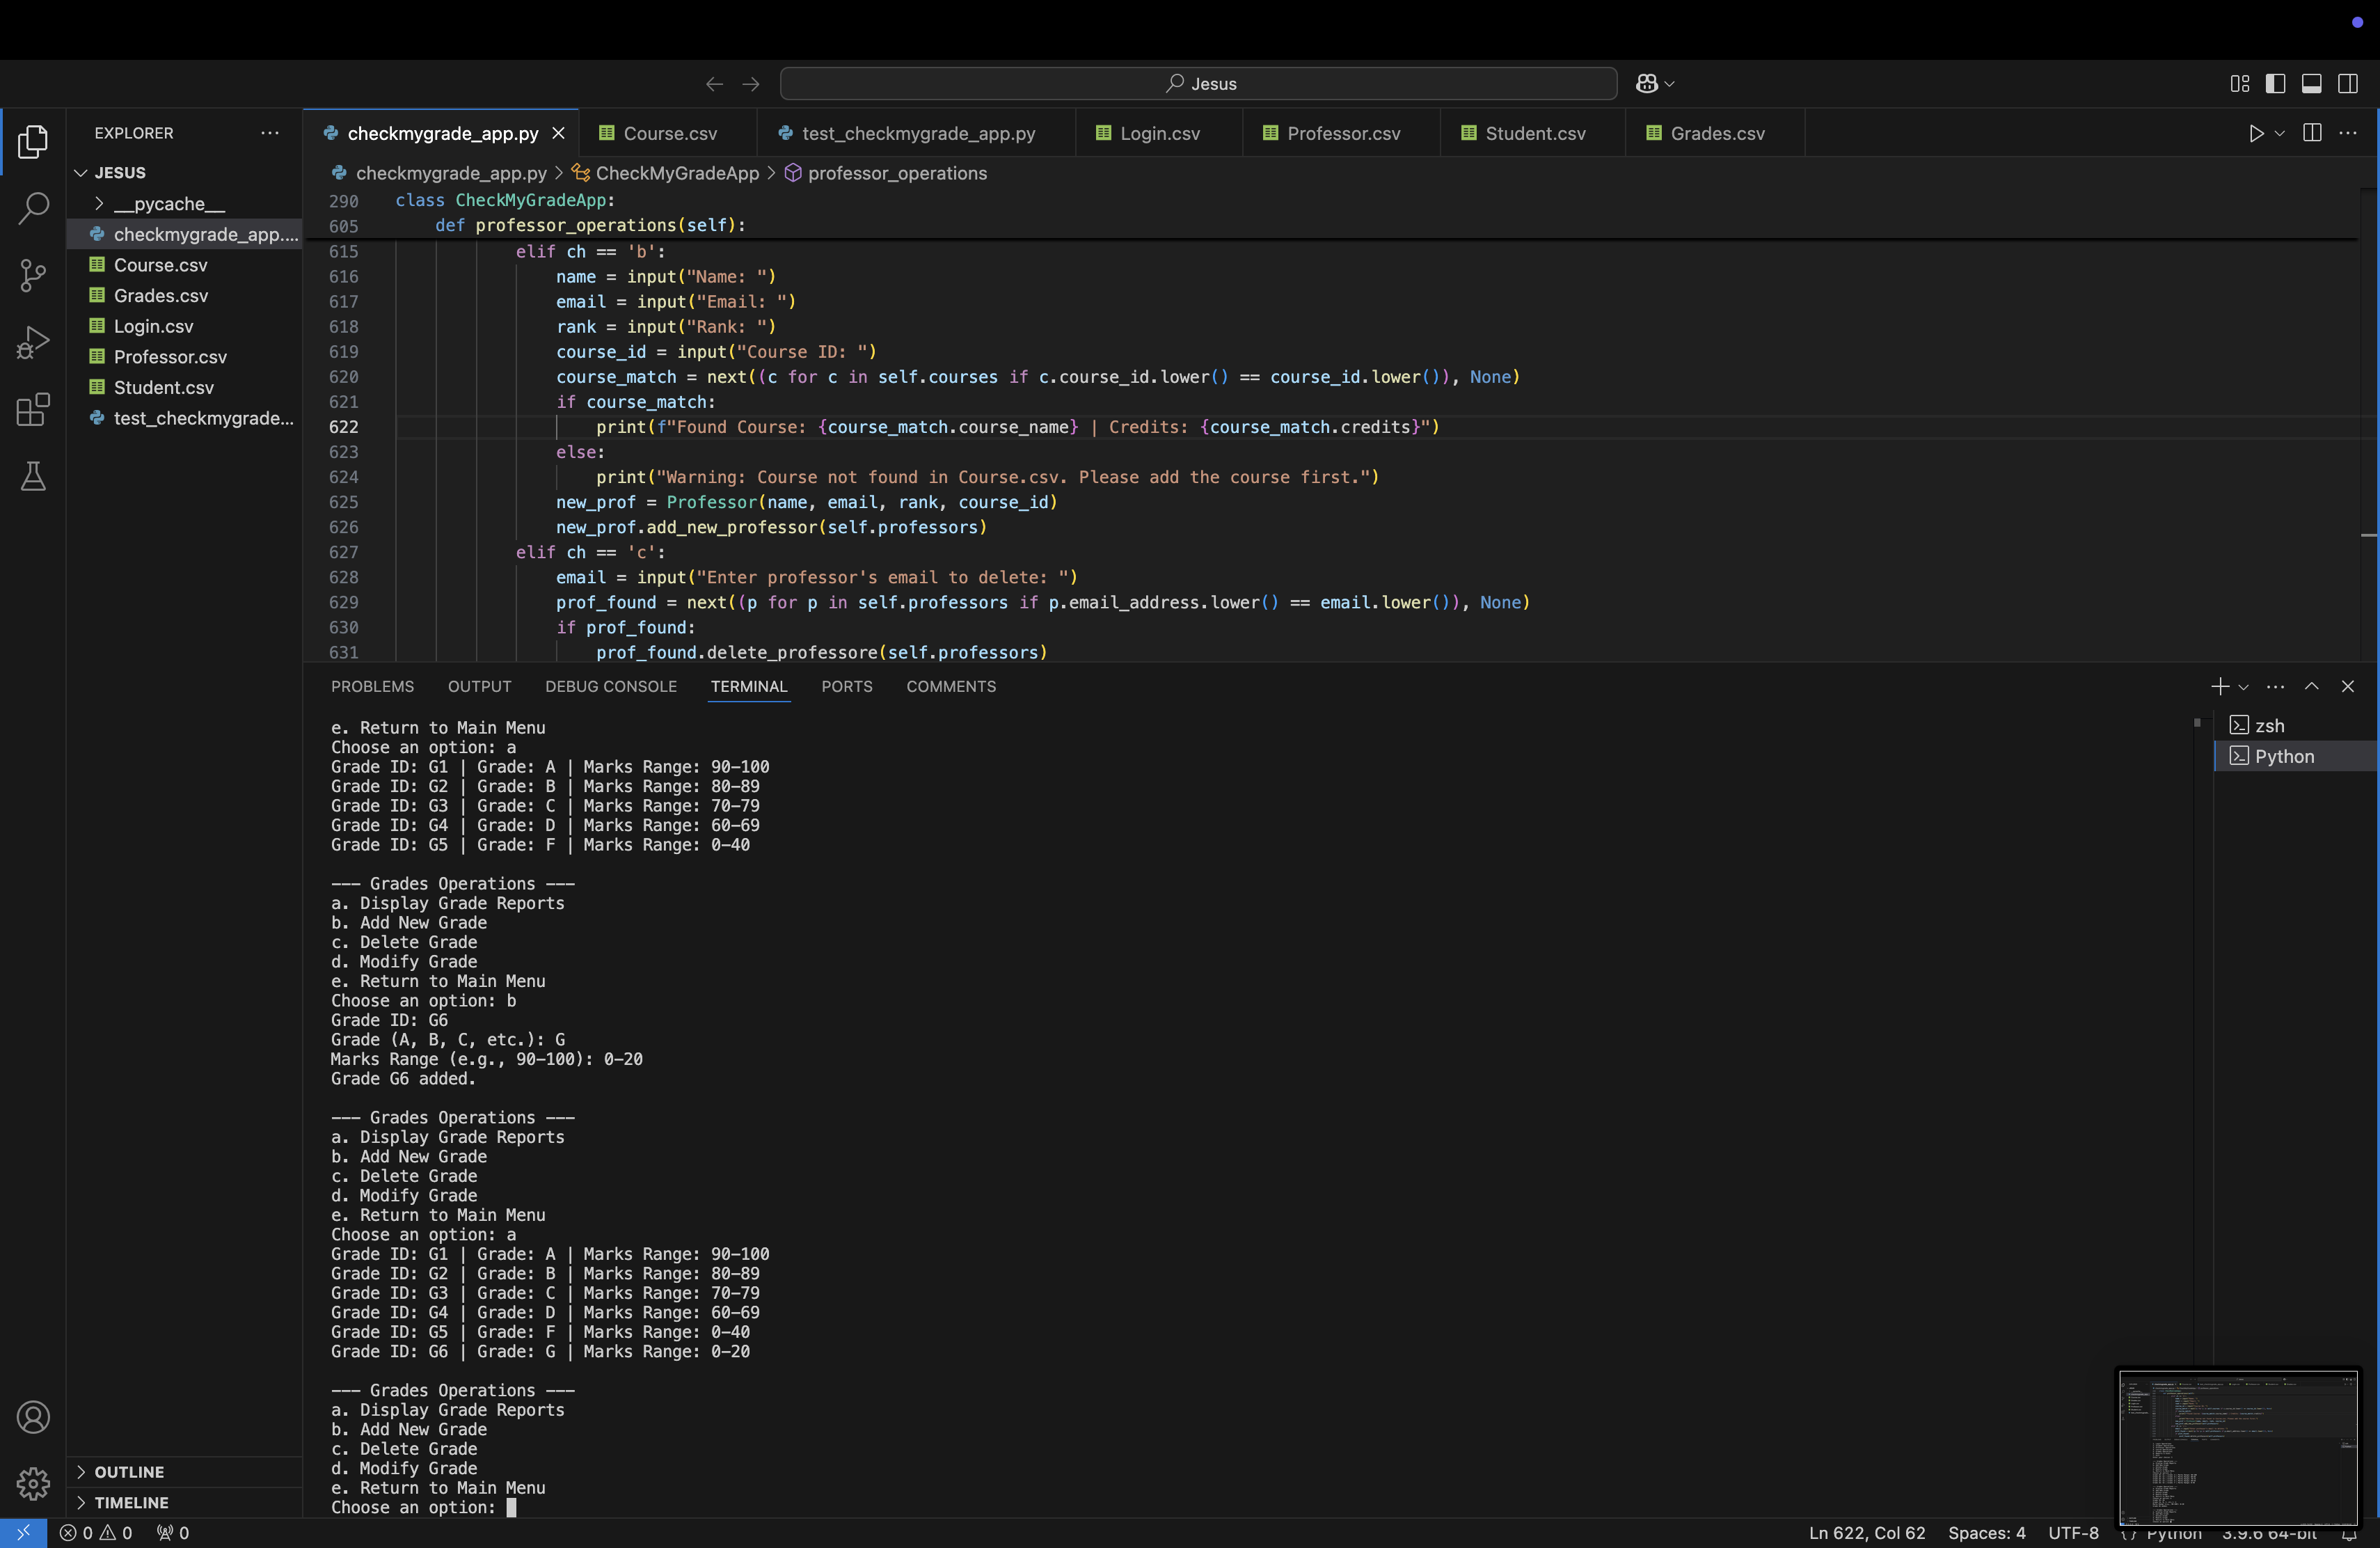 Jesus
EXPLORER
JESUS
__pycache__
checkmygrade_app....
Course.csv
Grades.csv
Login.csv
Professor.csv
Student.csv
test_checkmygrade...
OUTLINE
TIMELINE
checkmygrade_app.py
Course.csv
test_checkmygrade_app.py
Login.csv
Professor.csv
Student.csv
Grades.csv
checkmygrade_app.py > CheckMyGradeApp > professor_operations
290 class CheckMyGradeApp:
605 def professor_operations(self):
615 elif ch == 'b':
616 name = input("Name: ")
617 email = input("Email: ")
618 rank = input("Rank: ")
619 course_id = input("Course ID: ")
620 course_match = next((c for c in self.courses if c.course_id.lower() == course_id.lower()), None)
621 if course_match:
622 print(f"Found Course: {course_match.course_name} | Credits: {course_match.credits}")
623 else:
624 print("Warning: Course not found in Course.csv. Please add the course first.")
625 new_prof = Professor(name, email, rank, course_id)
626 new_prof.add_new_professor(self.professors)
627 elif ch == 'c':
628 email = input("Enter professor's email to delete: ")
629 prof_found = next((p for p in self.professors if p.email_address.lower() == email.lower()), None)
630 if prof_found:
631 prof_found.delete_professore(self.professors)
PROBLEMS OUTPUT DEBUG CONSOLE TERMINAL PORTS COMMENTS
zsh
Python
e. Return to Main Menu
Choose an option: a
Grade ID: G1 | Grade: A | Marks Range: 90-100
Grade ID: G2 | Grade: B | Marks Range: 80-89
Grade ID: G3 | Grade: C | Marks Range: 70-79
Grade ID: G4 | Grade: D | Marks Range: 60-69
Grade ID: G5 | Grade: F | Marks Range: 0-40
--- Grades Operations ---
a. Display Grade Reports
b. Add New Grade
c. Delete Grade
d. Modify Grade
e. Return to Main Menu
Choose an option: b
Grade ID: G6
Grade (A, B, C, etc.): G
Marks Range (e.g., 90-100): 0-20
Grade G6 added.
--- Grades Operations ---
a. Display Grade Reports
b. Add New Grade
c. Delete Grade
d. Modify Grade
e. Return to Main Menu
Choose an option: a
Grade ID: G1 | Grade: A | Marks Range: 90-100
Grade ID: G2 | Grade: B | Marks Range: 80-89
Grade ID: G3 | Grade: C | Marks Range: 70-79
Grade ID: G4 | Grade: D | Marks Range: 60-69
Grade ID: G5 | Grade: F | Marks Range: 0-40
Grade ID: G6 | Grade: G | Marks Range: 0-20
--- Grades Operations ---
a. Display Grade Reports
b. Add New Grade
c. Delete Grade
d. Modify Grade
e. Return to Main Menu
Choose an option:
0 0 0
Ln 622, Col 62 Spaces: 4 UTF-8 {} Python 3.9.6 64-bit